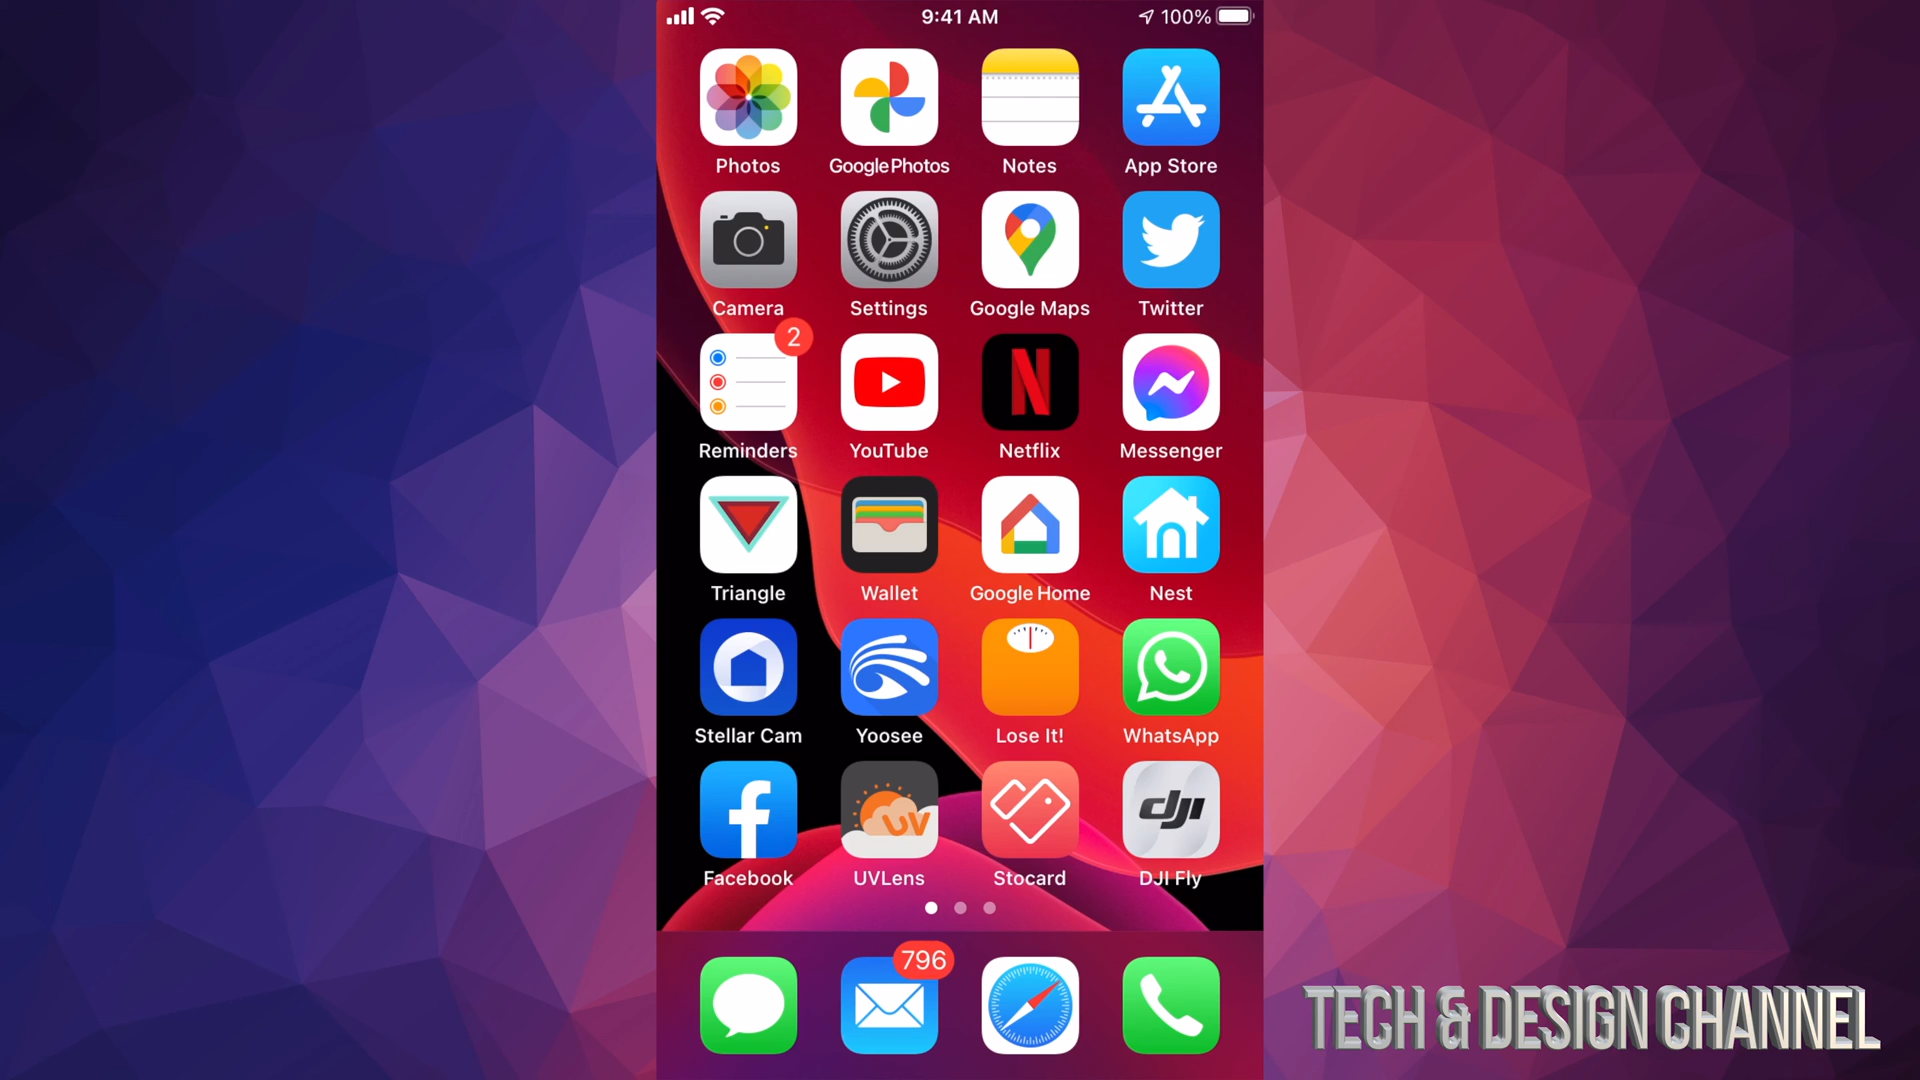 9:41 AM
100%
Photos
Google Photos
Notes
App Store
Camera
Settings
Google Maps
Twitter
2
N
Reminders
YouTube
Netflix
Messenger
Triangle
Wallet
Google Home
Nest
Stellar Cam
Yoosee
Lose It!
WhatsApp
f
UV
dji
Facebook
UVLens
Stocard
DJI Fly
796
TECH & DESIGN CHANNEL